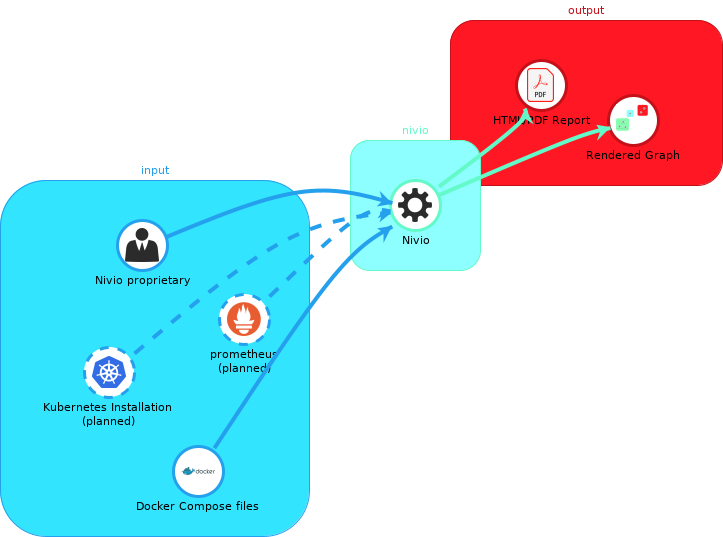 output
PDF
HTML/PDF Report
Rendered Graph
nivio
Nivio
input
Nivio proprietary
prometheus
(planned)
Kubernetes Installation
(planned)
docker
Docker Compose files